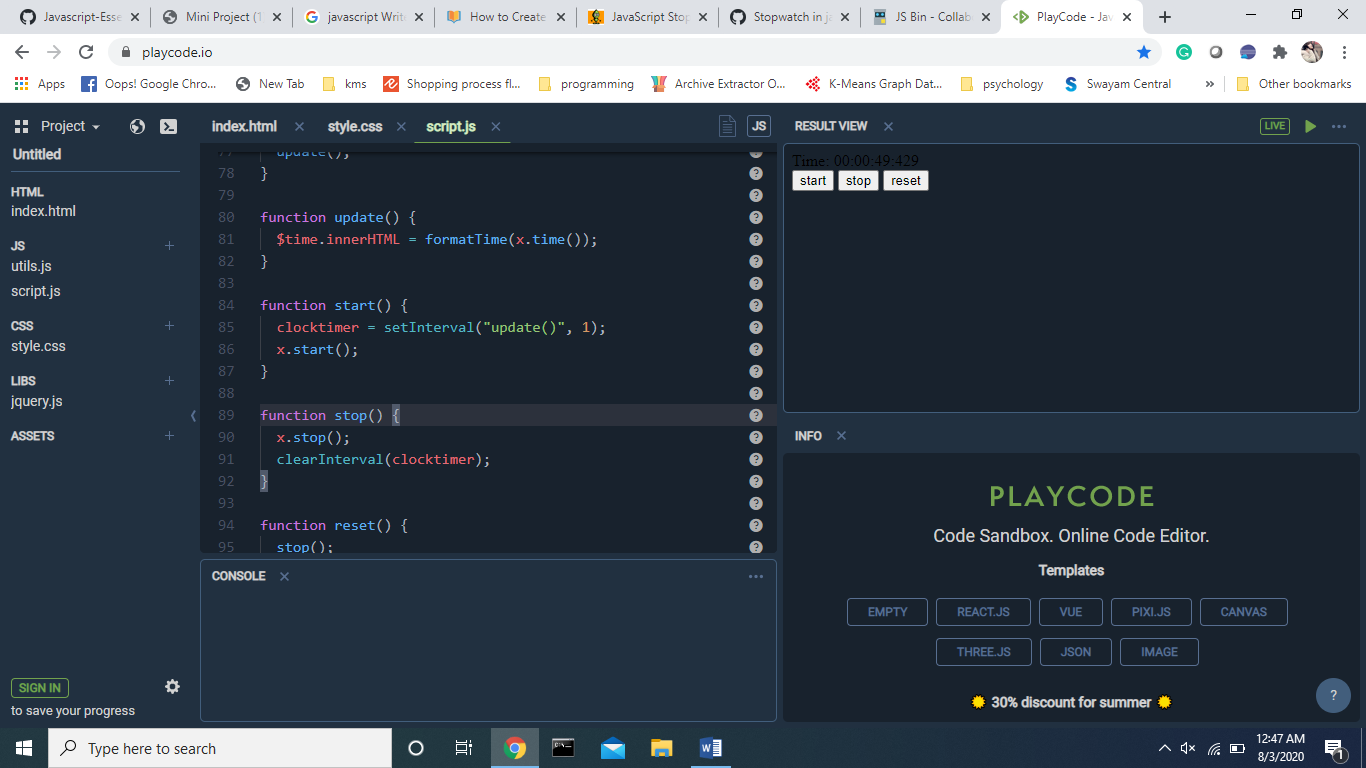 Javascript-Esse
Mini Project (1
javascript Write
How to Create
JavaScript Stop
Stopwatch in ja
JS Bin - Collab
PlayCode - Jav
playcode.io
Apps
Oops! Google Chro...
New Tab
kms
Shopping process fl...
programming
Archive Extractor O...
K-Means Graph Dat...
psychology
Swayam Central
»
Other bookmarks
Project
Untitled
HTML
index.html
JS
utils.js
script.js
CSS
style.css
LIBS
jquery.js
ASSETS
SIGN IN
to save your progress
index.html
style.css
script.js
JS
77 update();
78 }
79
80 function update() {
81 $time.innerHTML = formatTime(x.time());
82 }
83
84 function start() {
85 clocktimer = setInterval("update()", 1);
86 x.start();
87 }
88
89 function stop() {
90 x.stop();
91 clearInterval(clocktimer);
92 }
93
94 function reset() {
95 stop();
CONSOLE
RESULT VIEW
LIVE
Time: 00:00:49:429
start stop reset
INFO
PLAYCODE
Code Sandbox. Online Code Editor.
Templates
EMPTY REACT.JS VUE PIXI.JS CANVAS
THREE.JS JSON IMAGE
30% discount for summer
?
Type here to search
12:47 AM
8/3/2020
1